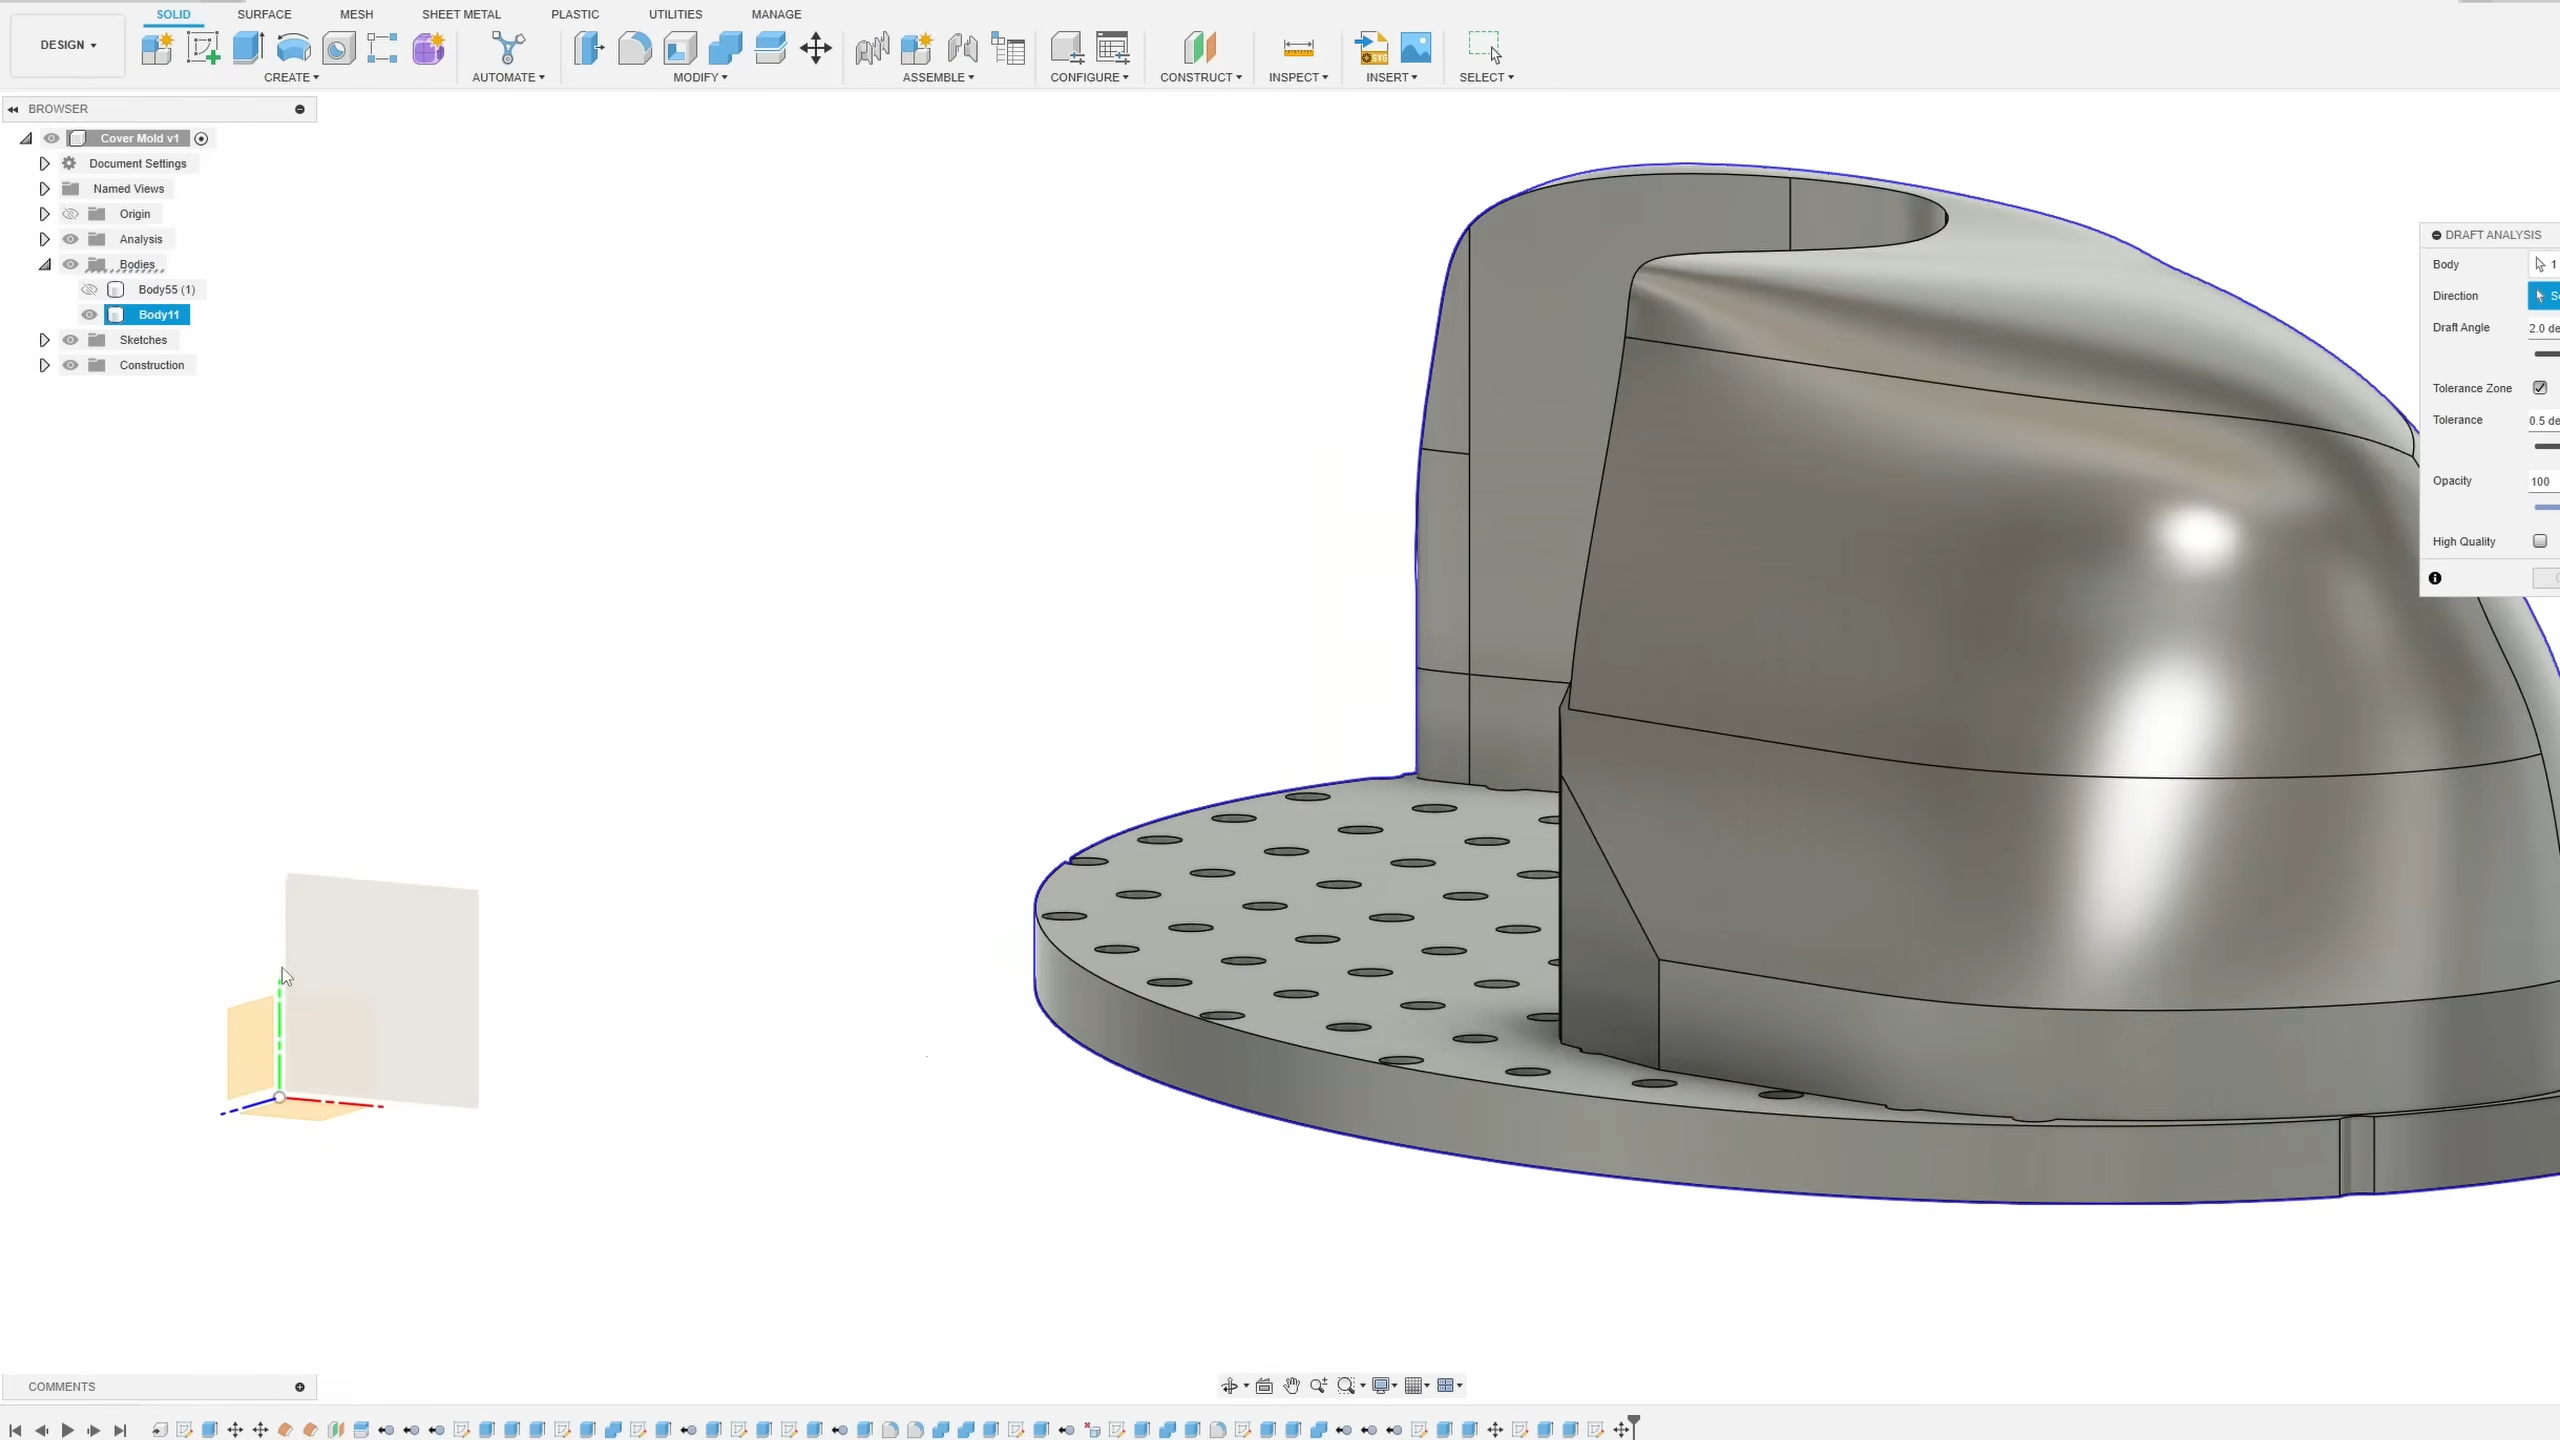 SOLID SURFACE MESH SHEET METAL PLASTIC UTILITIES MANAGE
DESIGN
CREATE AUTOMATE MODIFY ASSEMBLE CONFIGURE CONSTRUCT INSPECT INSERT SELECT
SVG
BROWSER
Cover Mold v1
Document Settings
Named Views
Origin
Analysis
Bodies
Body55 (1)
Body11
Sketches
Construction
DRAFT ANALYSIS
Body 1
Direction
Draft Angle 2.0 de
Tolerance Zone
Tolerance 0.5 de
Opacity 100
High Quality
COMMENTS